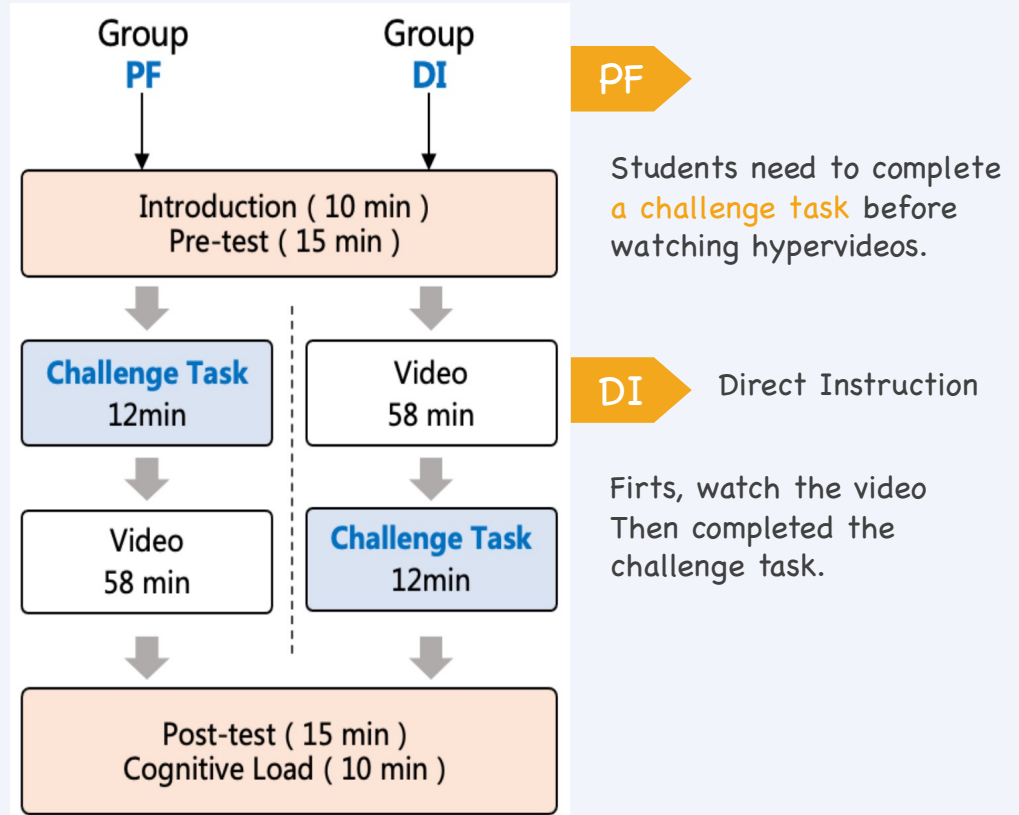 Group
PF
Group
DI
Introduction ( 10 min )
Pre-test ( 15 min )
Challenge Task
12min
Video
58 min
Video
58 min
Challenge Task
12min
Post-test ( 15 min )
Cognitive Load ( 10 min )
PF
Students need to complete
a challenge task before
watching hypervideos.
DI
Direct Instruction
Firts, watch the video
Then completed the
challenge task.